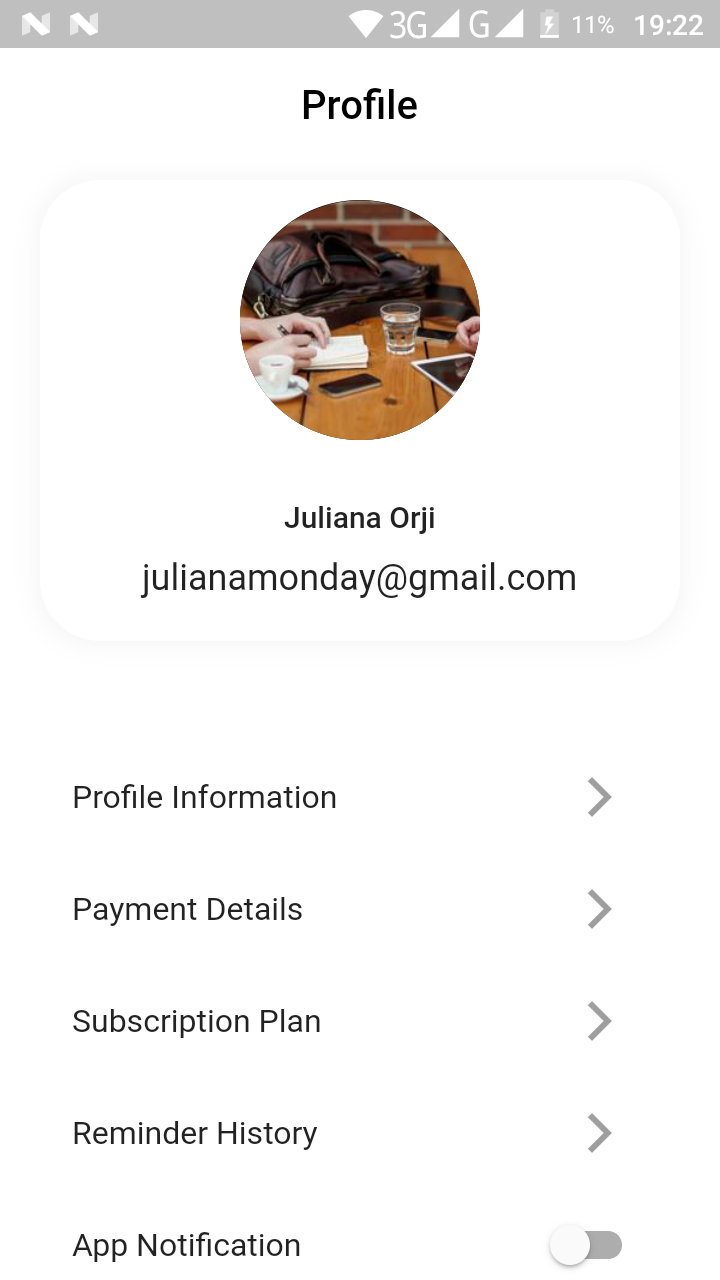 3G G 11% 19:22
Profile
Juliana Orji
julianamonday@gmail.com
Profile Information
Payment Details
Subscription Plan
Reminder History
App Notification